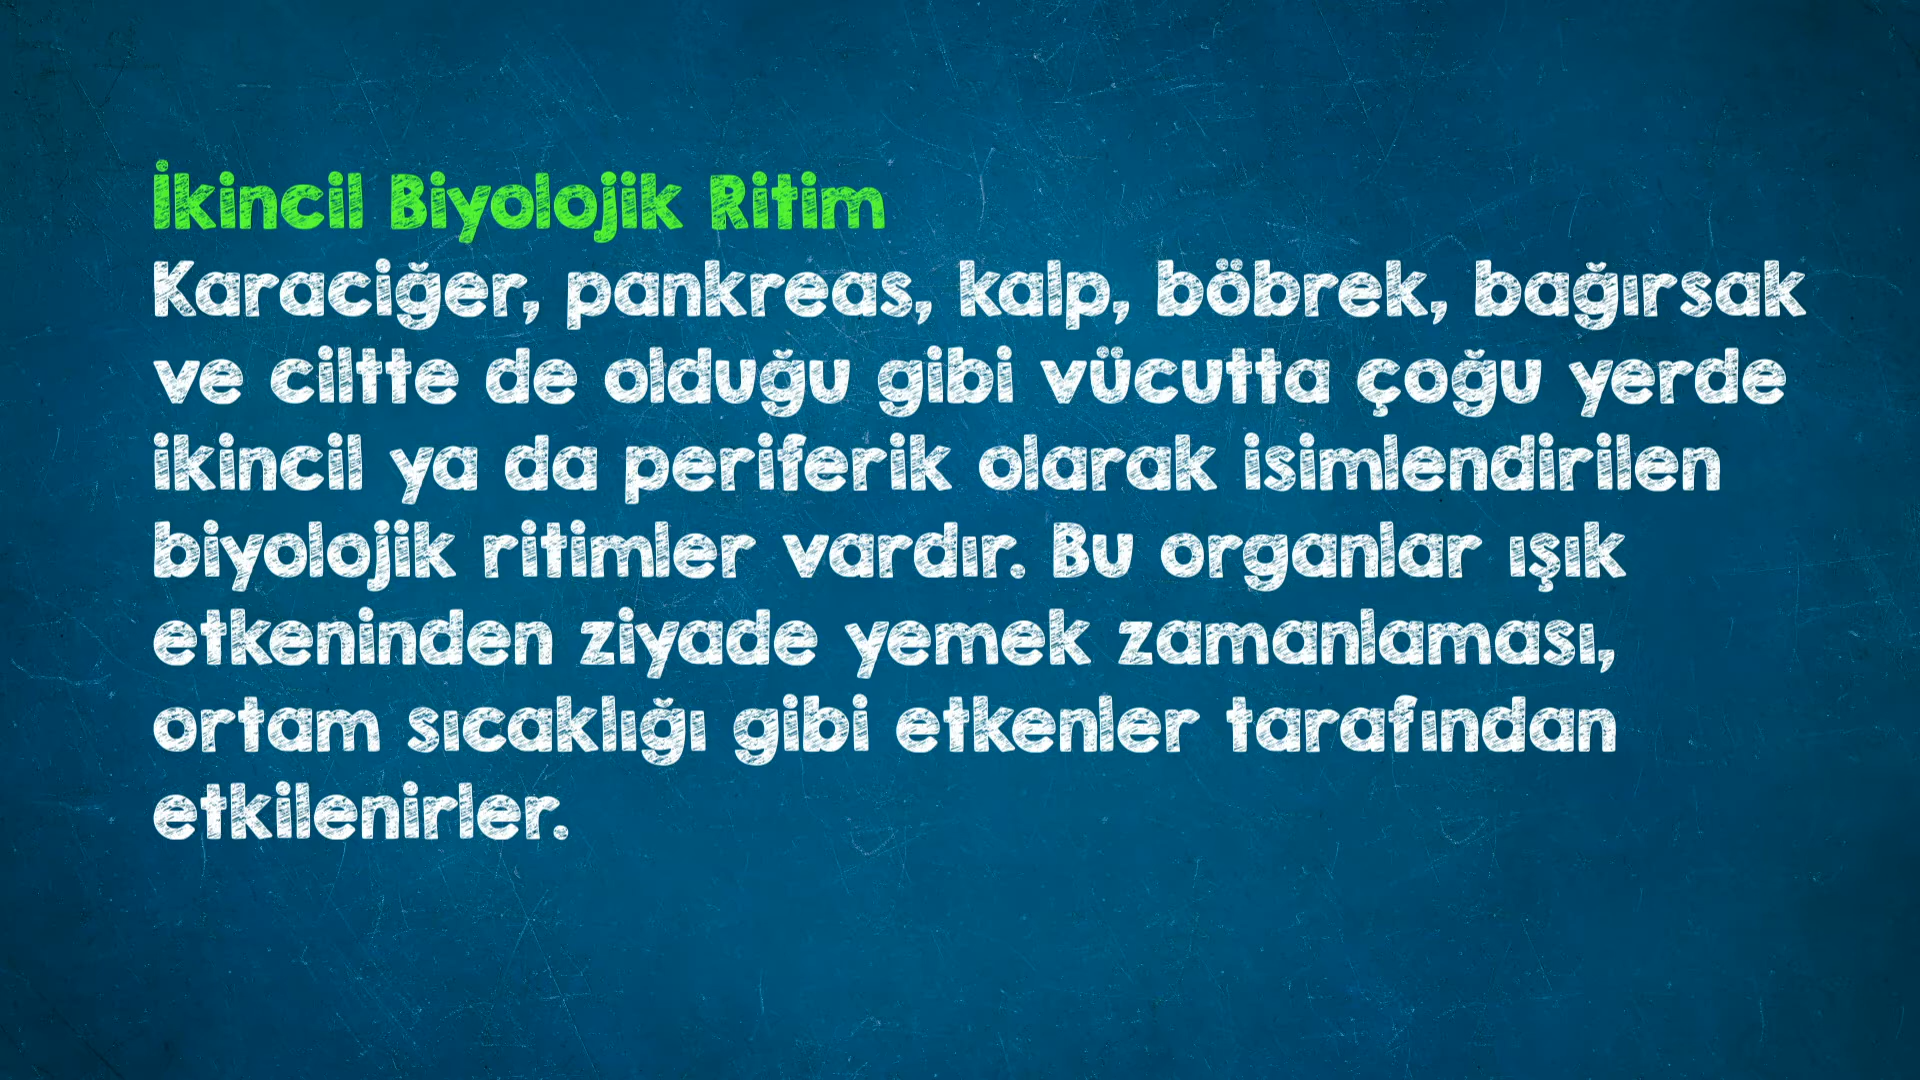 İkincil Biyolojik Ritim
Karaciğer, pankreas, kalp, böbrek, bağırsak
ve ciltte de olduğu gibi vücutta çoğu yerde
ikincil ya da periferik olarak isimlendirilen
biyolojik ritimler vardır. Bu organlar ışık
etkeninden ziyade yemek zamanlaması,
ortam sıcaklığı gibi etkenler tarafından
etkilenirler.